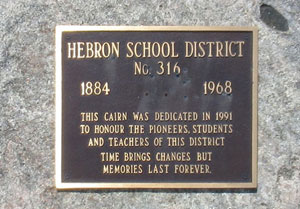 HEBRON SCHOOL DISTRICT
No. 316
1884 1968
THIS CAIRN WAS DEDICATED IN 1991
TO HONOUR THE PIONEERS, STUDENTS
AND TEACHERS OF THIS DISTRICT
TIME BRINGS CHANGES BUT
MEMORIES LAST FOREVER.